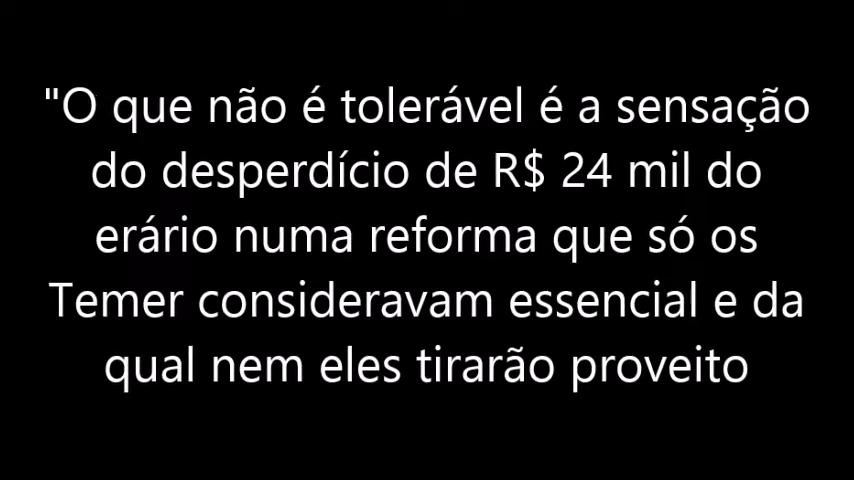 "O que não é tolerável é a sensação
do desperdício de R$ 24 mil do
erário numa reforma que só os
Temer consideravam essencial e da
qual nem eles tirarão proveito